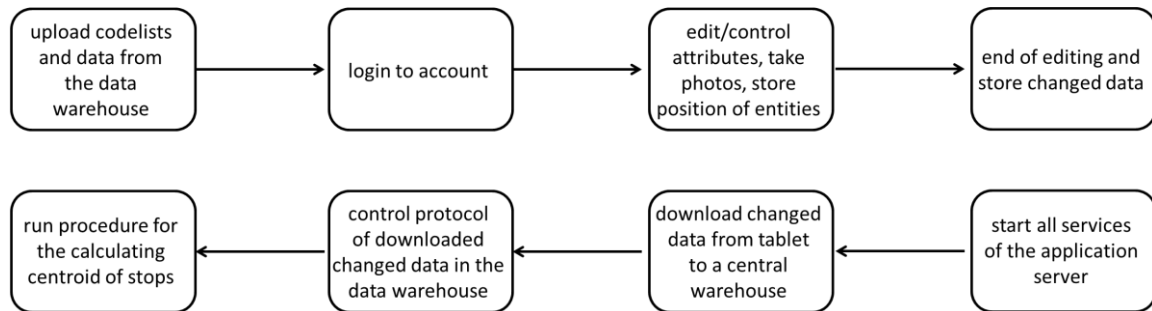 upload codelists
and data from
the data
warehouse
login to account
edit/control
attributes, take
photos, store
position of entities
end of editing and
store changed data
run procedure for
the calculating
centroid of stops
control protocol
of downloaded
changed data in the
data warehouse
download changed
data from tablet
to a central
warehouse
start all services
of the application
server